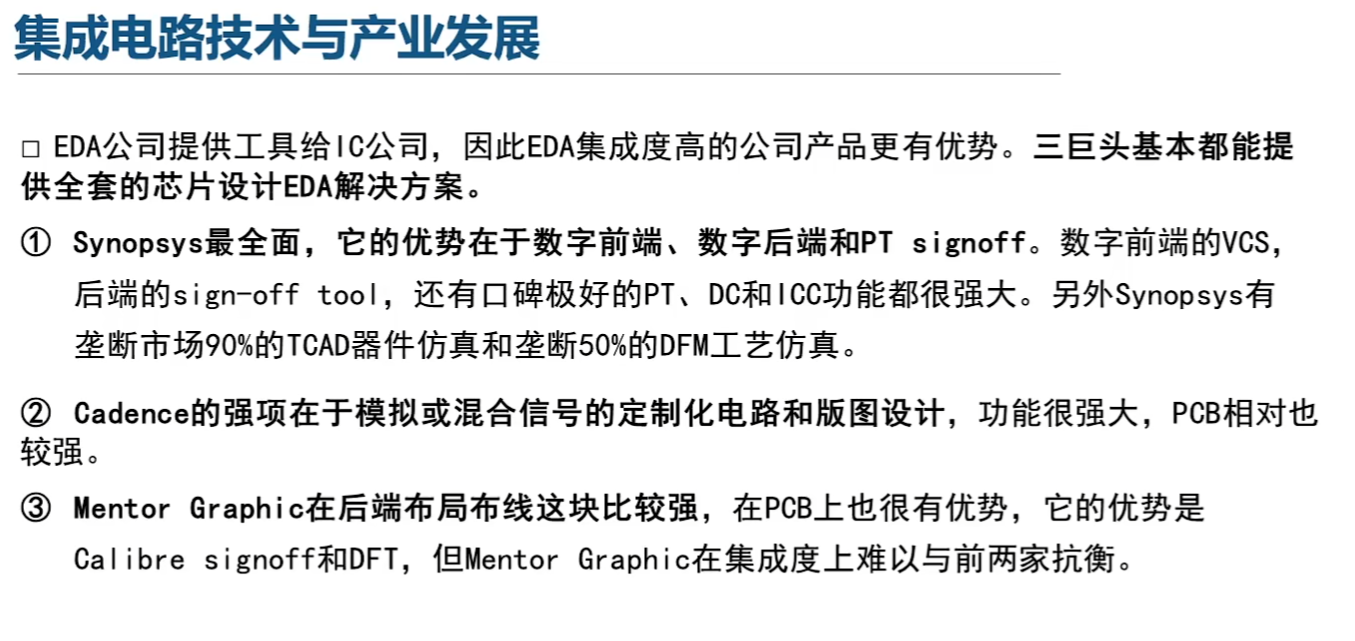 集成电路技术与产业发展
□ EDA公司提供工具给IC公司，因此EDA集成度高的公司产品更有优势。三巨头基本都能提
供全套的芯片设计EDA解决方案。
① Synopsys最全面，它的优势在于数字前端、数字后端和PT signoff。数字前端的VCS，
后端的sign-off tool，还有口碑极好的PT、DC和ICC功能都很强大。另外Synopsys有
垄断市场90%的TCAD器件仿真和垄断50%的DFM工艺仿真。
② Cadence的强项在于模拟或混合信号的定制化电路和版图设计，功能很强大，PCB相对也
较强。
③ Mentor Graphic在后端布局布线这块比较强，在PCB上也很有优势，它的优势是
Calibre signoff和DFT，但Mentor Graphic在集成度上难以与前两家抗衡。